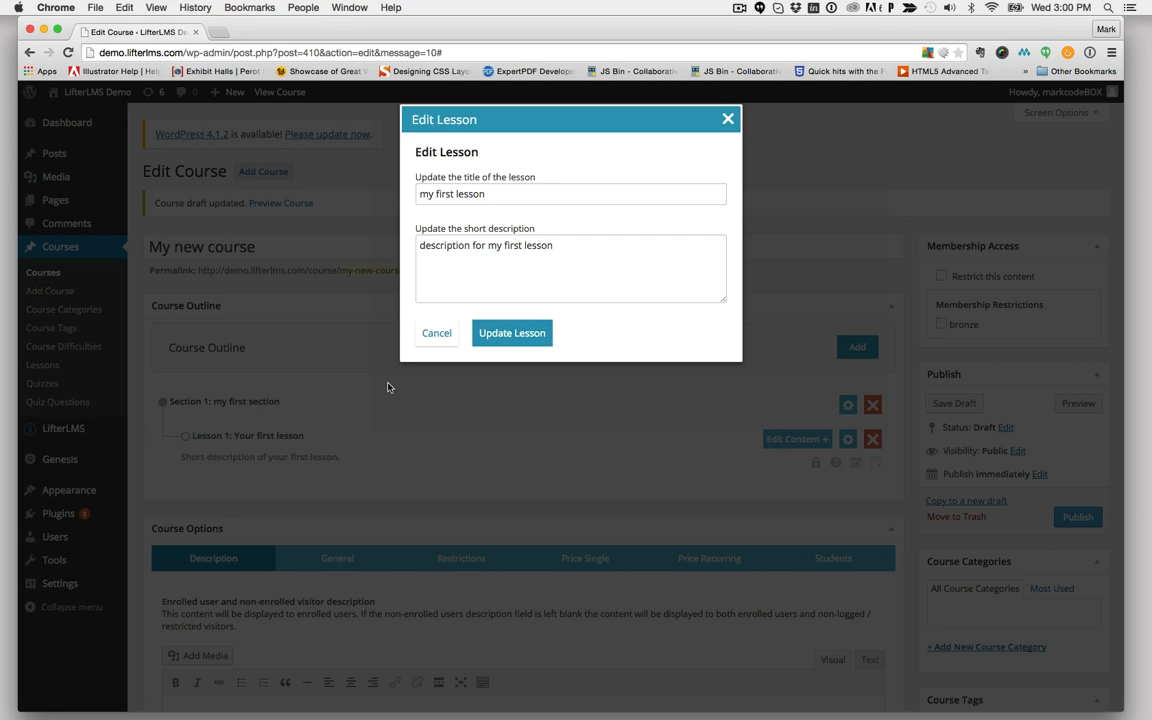 Chrome File Edit View History Bookmarks People Window Help Wed 3:00 PM
Edit Course · LifterLMS De Mark
demo.lifterlms.com/wp-admin/post.php?post=410&action=edit&message=10#
Apps Illustrator Help | Exhibit Halls | Perot Showcase of Great Designing CSS Layo ExpertPDF Develope JS Bin - Collaborati JS Bin - Collaborativ Quick hits with the F HTML5 Advanced To » Other Bookmarks
LifterLMS Demo 6 0 + New View Course Howdy, markcodeBOX
Screen Options
Edit Lesson
Edit Lesson
Update the title of the lesson
my first lesson
Update the short description
description for my first lesson
Cancel Update Lesson
Dashboard
Posts
Media
Pages
Comments
Courses
Courses
Add Course
Course Categories
Course Tags
Course Difficulties
Lessons
Quizzes
Quiz Questions
LifterLMS
Genesis
Appearance
Plugins 3
Users
Tools
Settings
Collapse menu
WordPress 4.1.2 is available! Please update now.
Edit Course Add Course
Course draft updated. Preview Course
My new course
Permalink: http://demo.lifterlms.com/course/my-new-cours
Course Outline
Course Outline Add
Section 1: my first section
Lesson 1: Your first lesson Edit Content +
Short description of your first lesson.
Course Options
Description General Restrictions Price Single Price Recurring Students
Enrolled user and non-enrolled visitor description
This content will be displayed to enrolled users. If the non-enrolled users description field is left blank the content will be displayed to both enrolled users and non-logged /
restricted visitors.
Add Media Visual Text
B I ABC
Membership Access
Restrict this content
Membership Restrictions
bronze
Publish
Save Draft Preview
Status: Draft Edit
Visibility: Public Edit
Publish immediately Edit
Copy to a new draft
Move to Trash Publish
Course Categories
All Course Categories Most Used
+ Add New Course Category
Course Tags